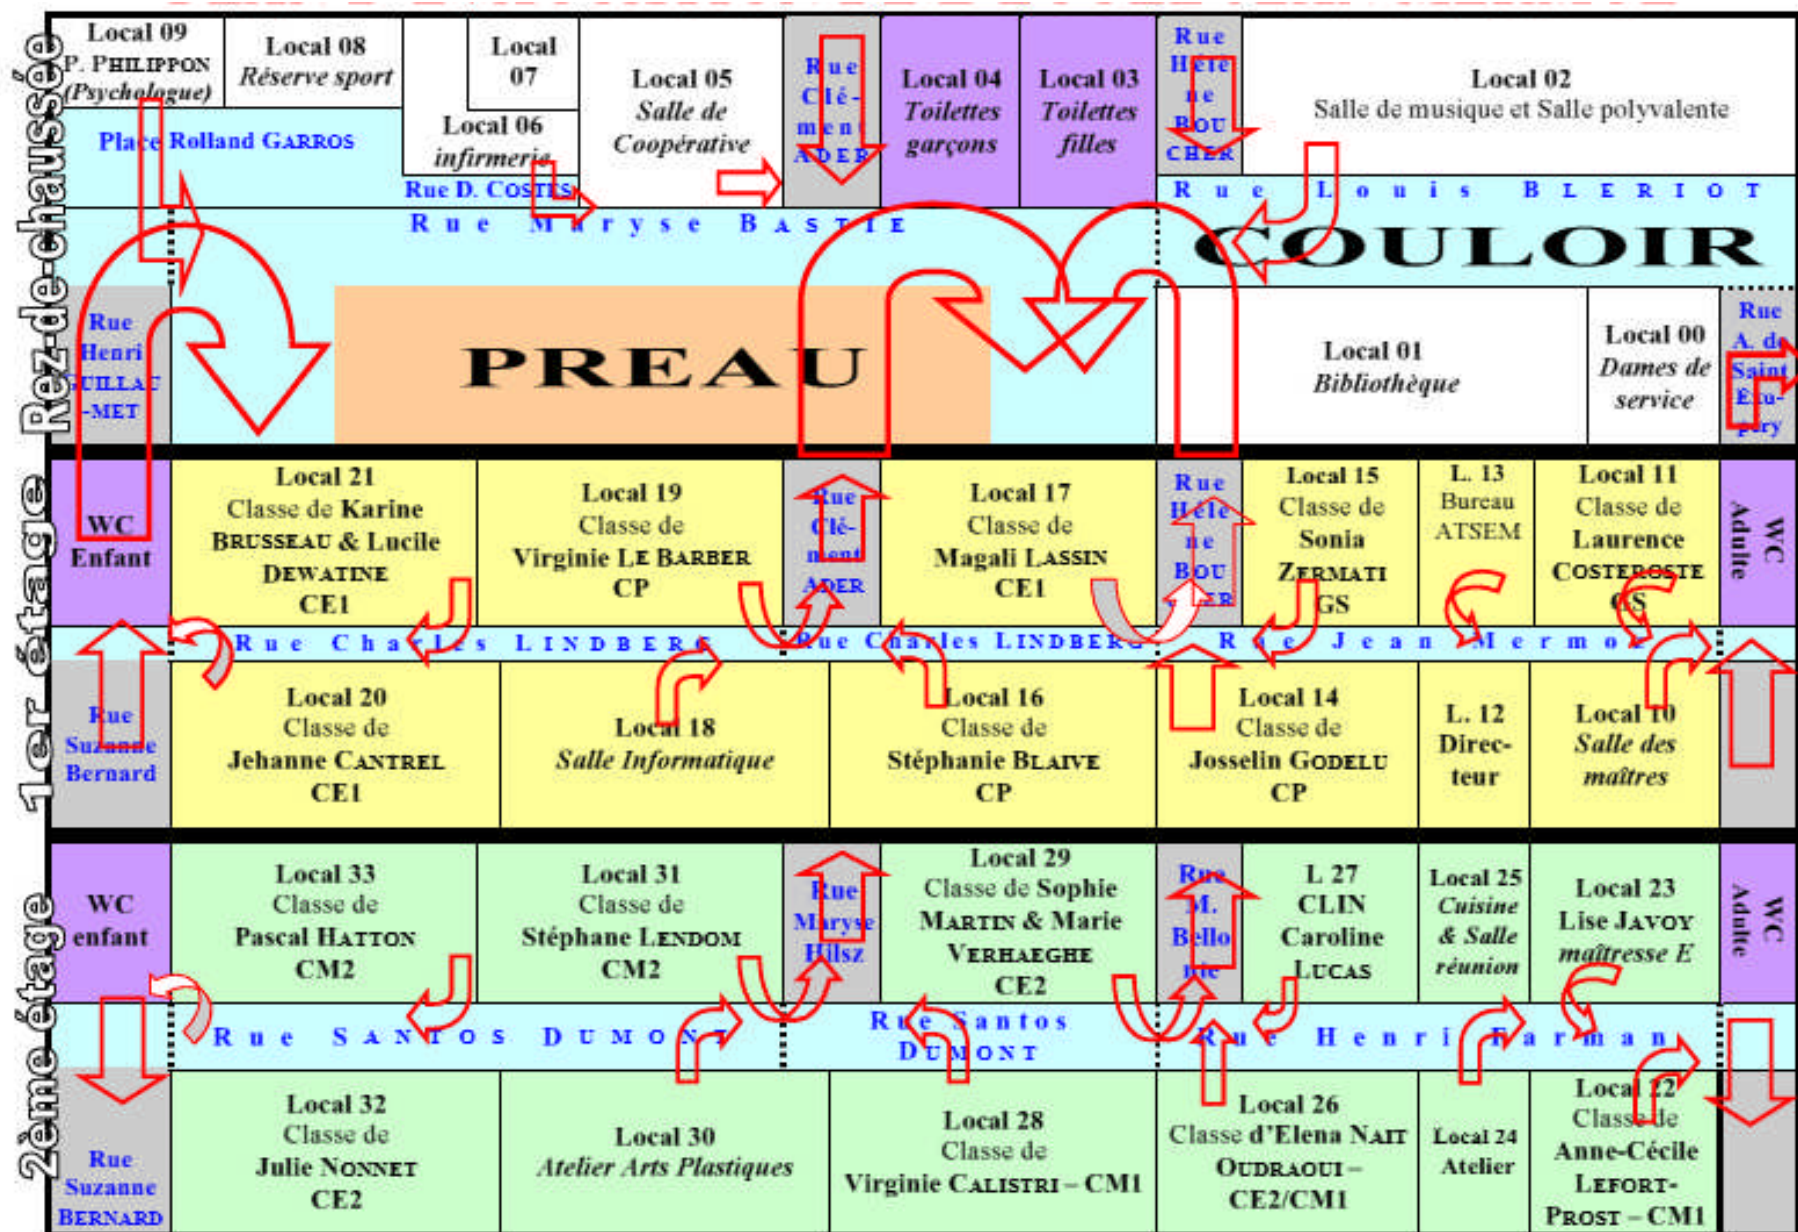 Rez-de-chaussée
Local 09
P. PHILIPPON
(Psychologue)
Local 08
Réserve sport
Local
07
Local 06
infirmerie
Local 05
Salle de
Coopérative
Rue
Clé-
ment
ADER
Local 04
Toilettes
garçons
Local 03
Toilettes
filles
Rue
Héle
ne
BOU
CHER
Local 02
Salle de musique et Salle polyvalente
Place Rolland GARROS
Rue D. COSTES
Rue Maryse BASTIE
Rue Louis BLERIOT
COULOIR
Rue
Henri
GUILLAU
-MET
PREAU
Local 01
Bibliothèque
Local 00
Dames de
service
Rue
A. de
Saint
Exu-
pery
1er étage
WC
Enfant
Local 21
Classe de Karine
BRUSSEAU & Lucile
DEWATINE
CE1
Local 19
Classe de
Virginie LE BARBER
CP
Rue
Clé-
ment
ADER
Local 17
Classe de
Magali LASSIN
CE1
Rue
Héle
ne
BOU
Local 15
Classe de
Sonia
ZERMATI
GS
L. 13
Bureau
ATSEM
Local 11
Classe de
Laurence
COSTEROSTE
GS
WC
Adulte
Rue Charles LINDBERG
Rue Charles LINDBERG
Rue Jean Mermoz
Rue
Suzanne
Bernard
Local 20
Classe de
Jehanne CANTREL
CE1
Local 18
Salle Informatique
Local 16
Classe de
Stéphanie BLAIVE
CP
Local 14
Classe de
Josselin GODELU
CP
L. 12
Direc-
teur
Local 10
Salle des
maîtres
2ème étage
WC
enfant
Local 33
Classe de
Pascal HATTON
CM2
Local 31
Classe de
Stéphane LENDOM
CM2
Rue
Maryse
Hilsz
Local 29
Classe de Sophie
MARTIN & Marie
VERHAEGHE
CE2
Rue
M.
Bello
nie
L 27
CLIN
Caroline
LUCAS
Local 25
Cuisine
& Salle
réunion
Local 23
Lise JAVOY
maîtresse E
WC
Adulte
Rue SANTOS DUMONT
Rue Santos
DUMONT
Rue Henri Farman
Rue
Suzanne
BERNARD
Local 32
Classe de
Julie NONNET
CE2
Local 30
Atelier Arts Plastiques
Local 28
Classe de
Virginie CALISTRI – CM1
Local 26
Classe d'Elena NAIT
OUDRAOUI –
CE2/CM1
Local 24
Atelier
Local 22
Classe de
Anne-Cécile
LEFORT-
PROST – CM1